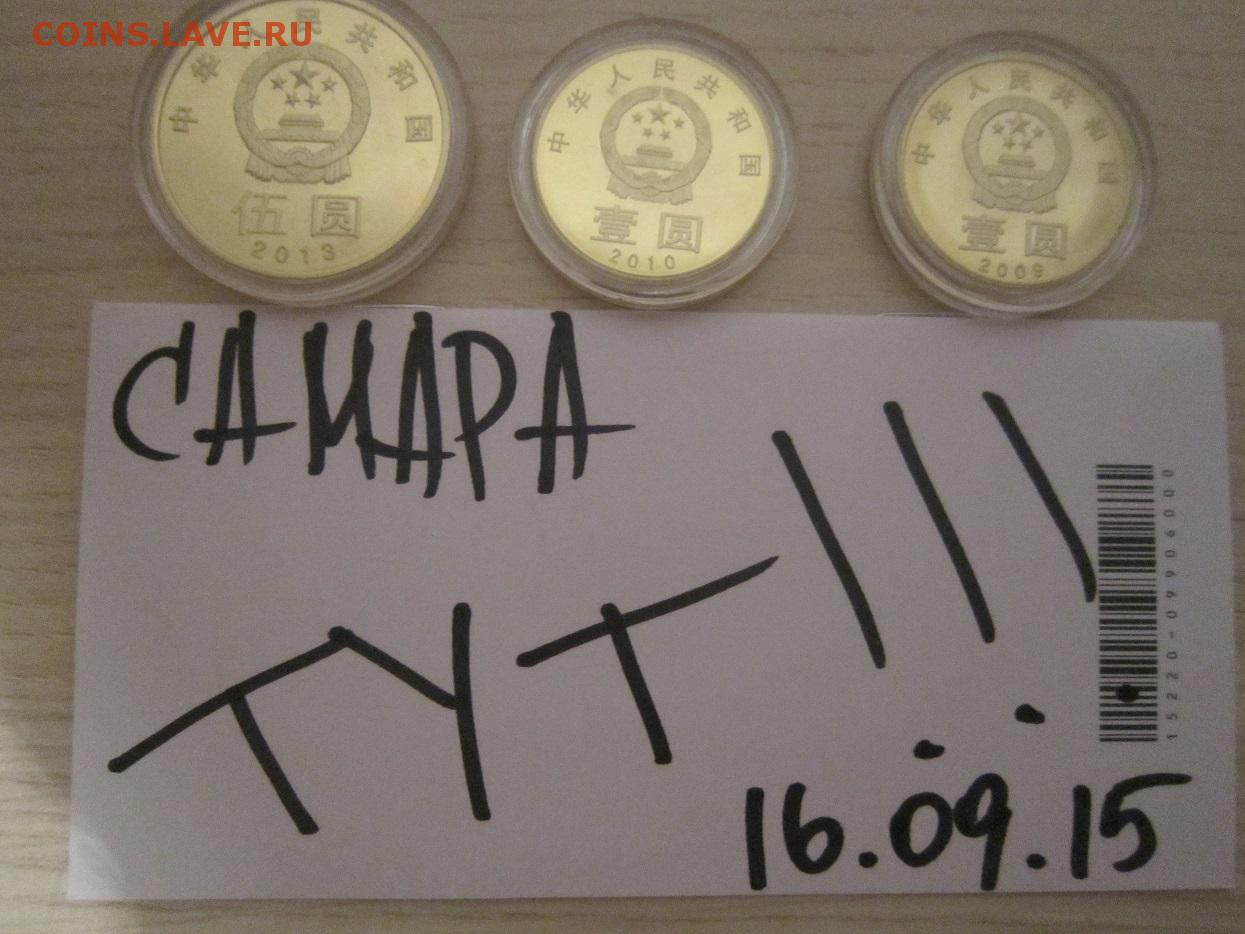 COINS.LAVE.RU
中华人民共和国
伍圆
2013
中华人民共和国
壹圆
2010
中华人民共和国
壹圆
2009
САМАРА
ТУТ!!!
15220-09906000
16.09.15